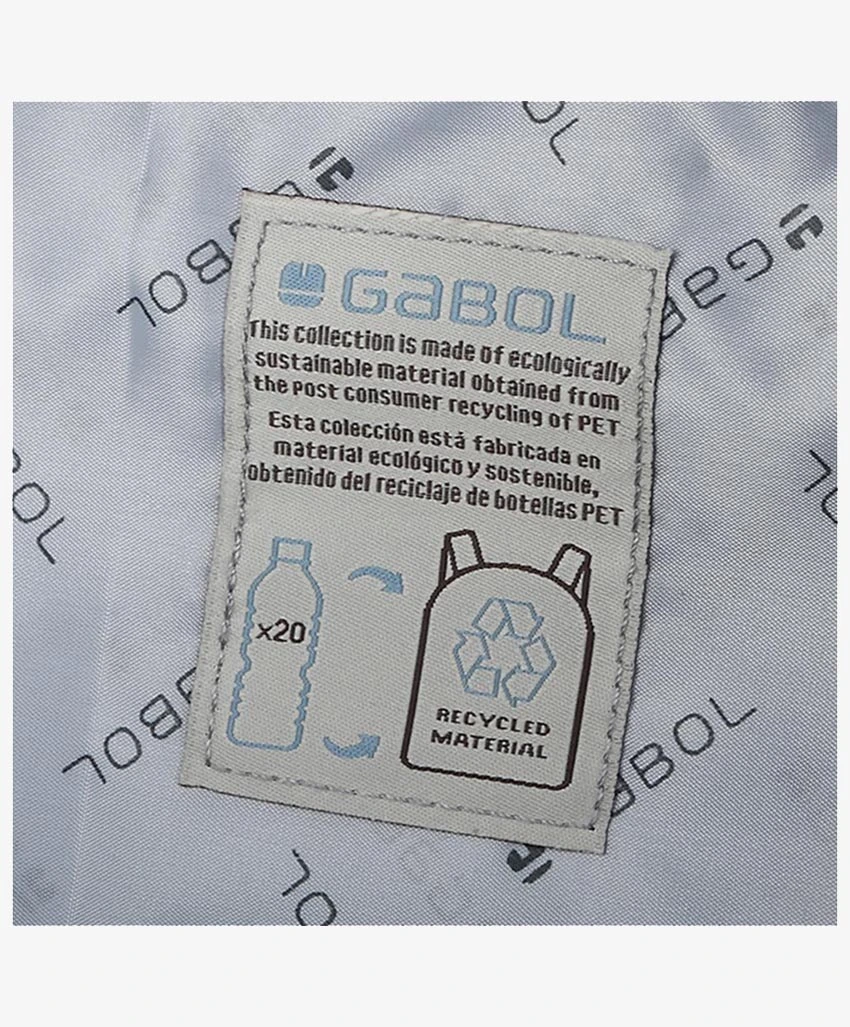 GaBOL
This collection is made of ecologically
sustainable material obtained from
the post consumer recycling of PET
Esta colección está fabricada en
material ecológico y sostenible,
obtenido del reciclaje de botellas PET
x20
RECYCLED
MATERIAL